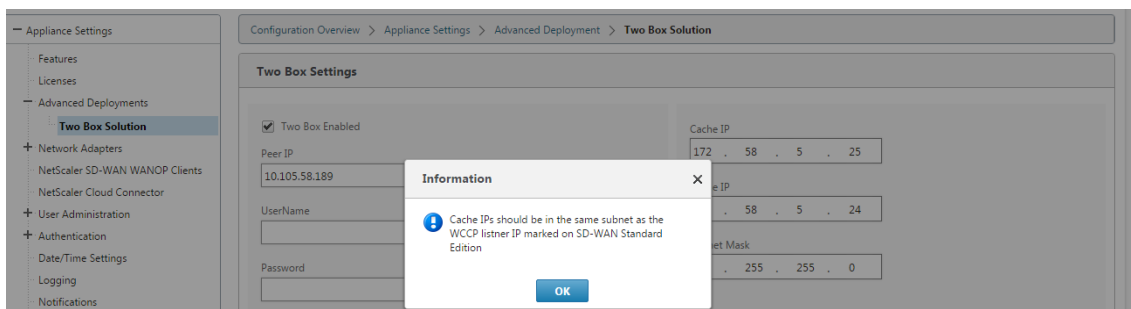 Appliance Settings
Features
Licenses
Advanced Deployments
Two Box Solution
Network Adapters
NetScaler SD-WAN WANOP Clients
NetScaler Cloud Connector
User Administration
Authentication
Date/Time Settings
Logging
Notifications
Configuration Overview > Appliance Settings > Advanced Deployment > Two Box Solution
Two Box Settings
Two Box Enabled
Peer IP
10.105.58.189
UserName
Password
Cache IP
172 . 58 . 5 . 25
e IP
. 58 . 5 . 24
et Mask
. 255 . 255 . 0
Information
Cache IPs should be in the same subnet as the
WCCP listner IP marked on SD-WAN Standard
Edition
OK